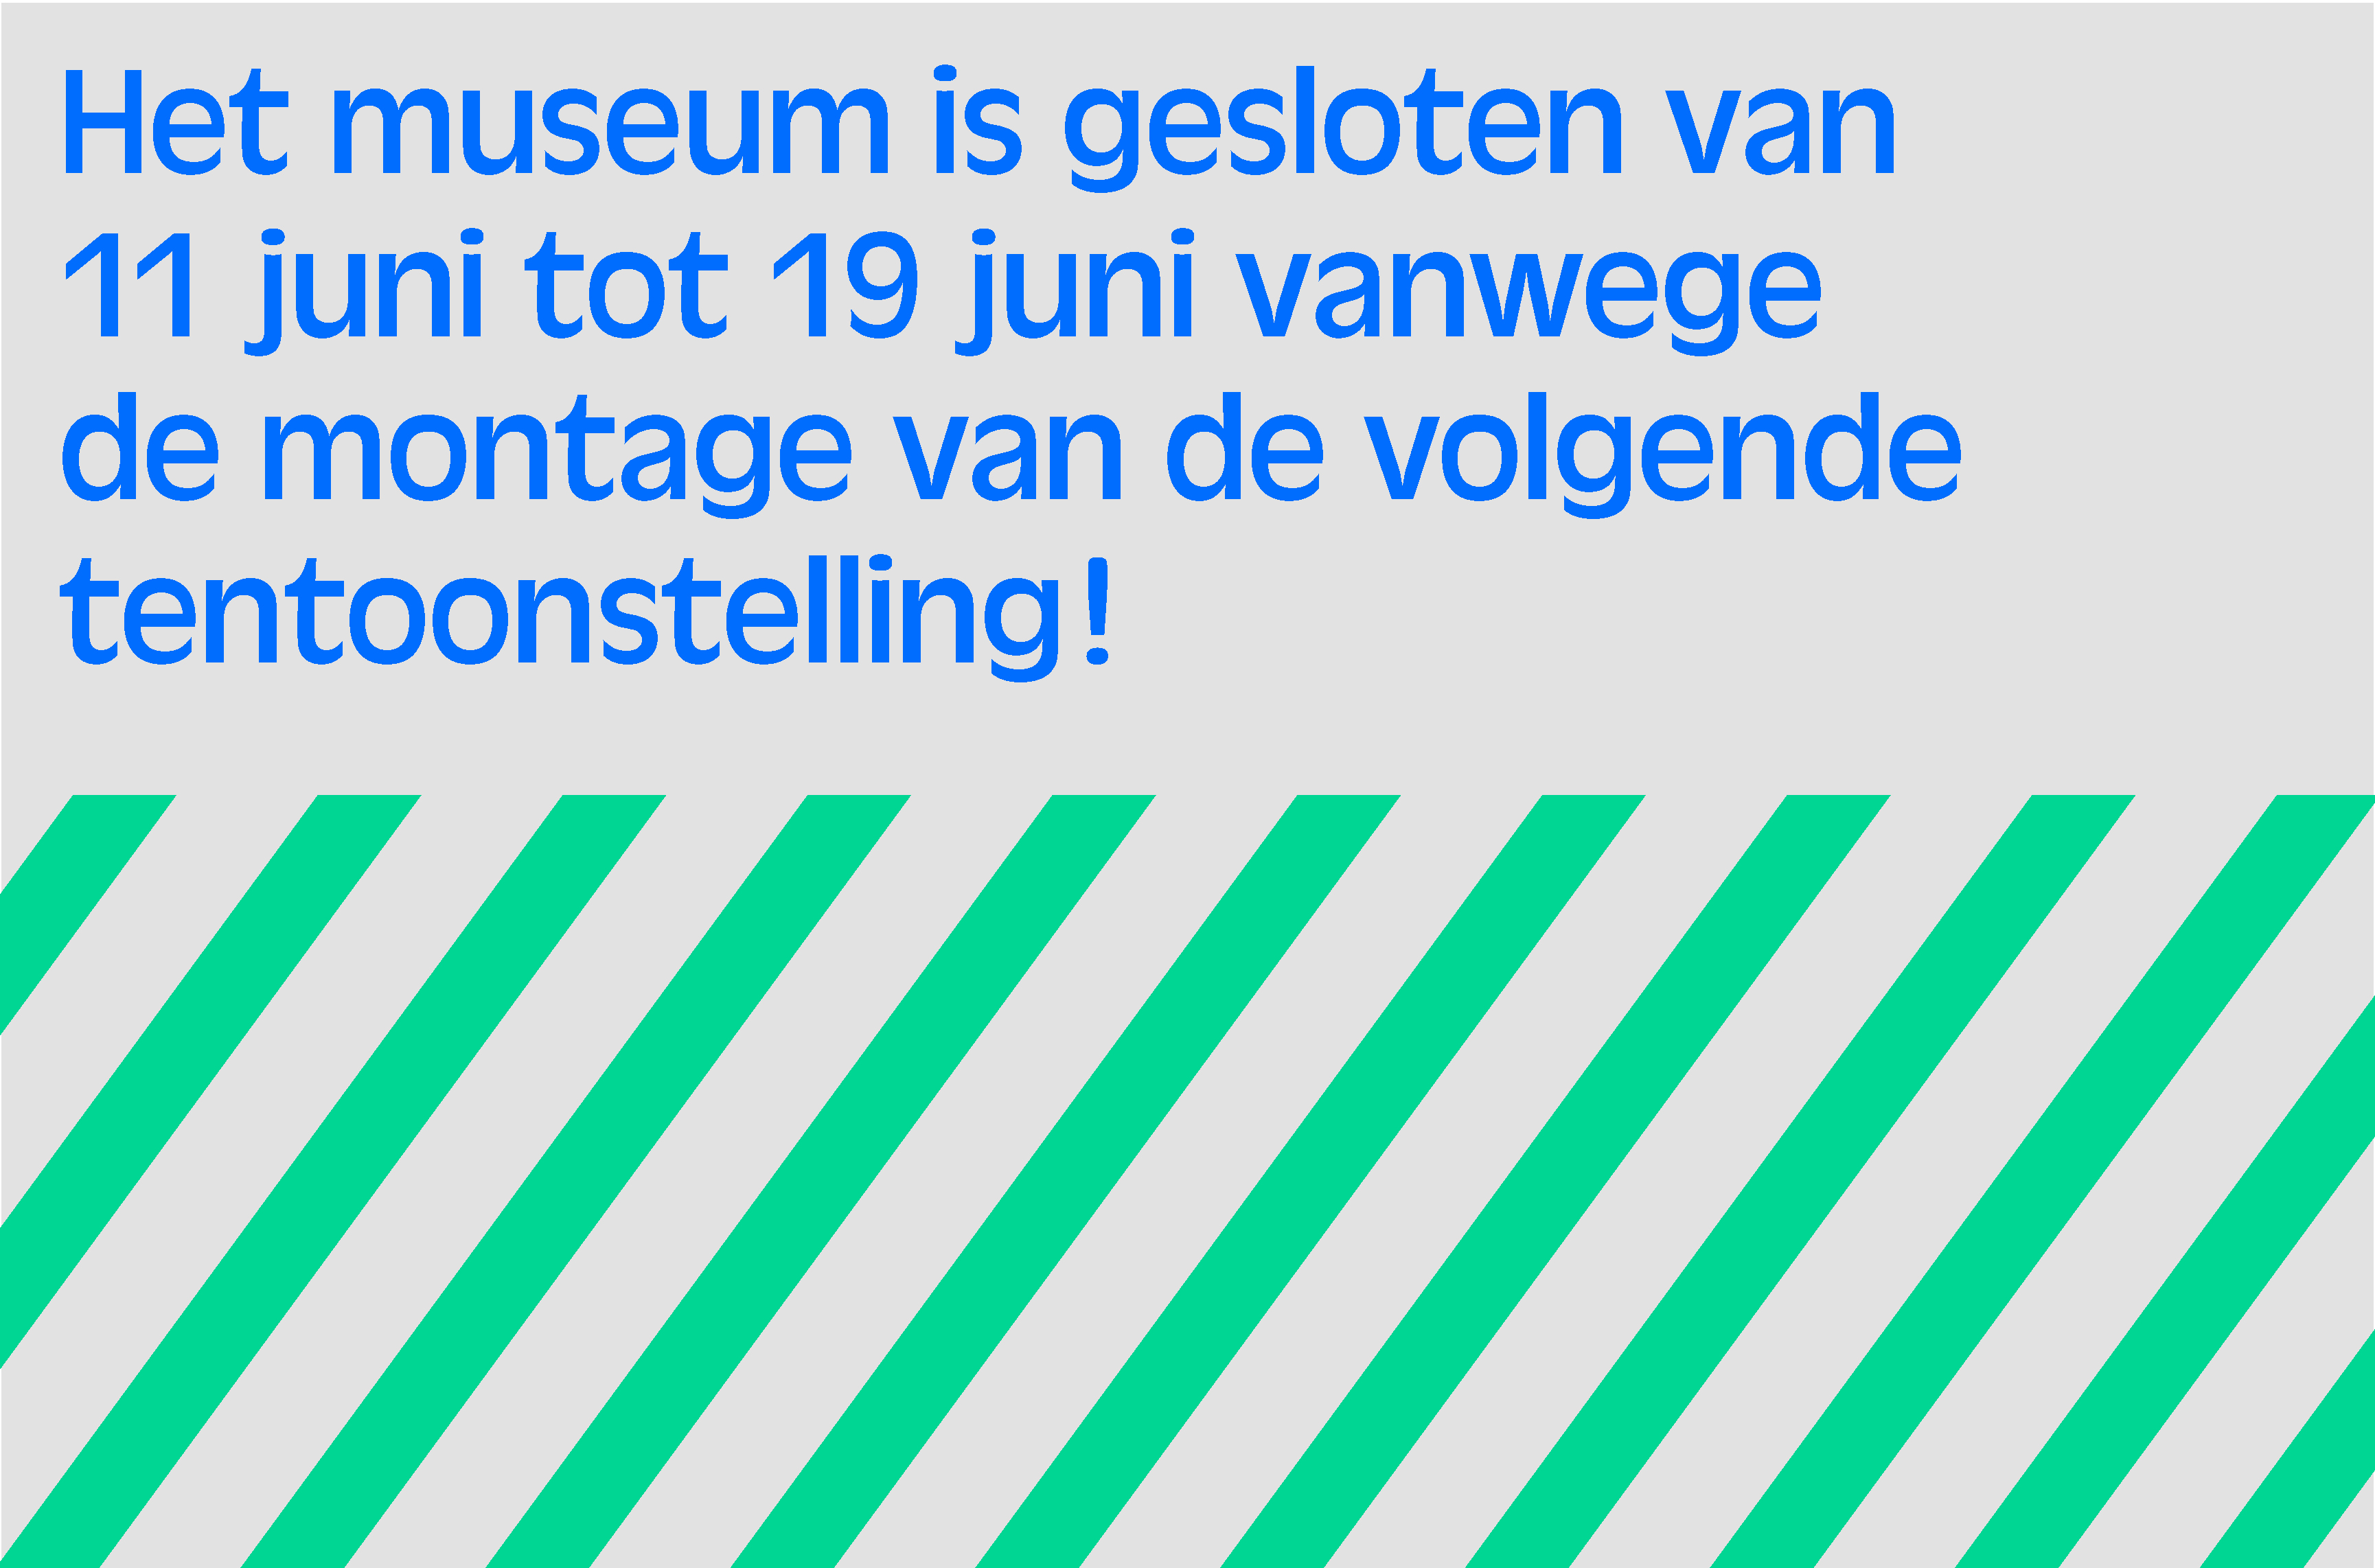 Het museum is gesloten van
11 juni tot 19 juni vanwege
de montage van de volgende
tentoonstelling!